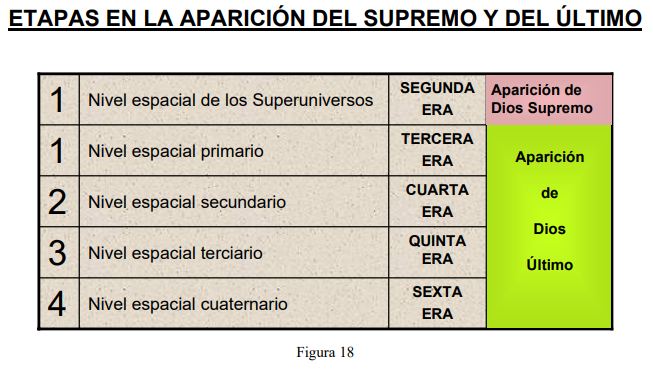 ETAPAS EN LA APARICIÓN DEL SUPREMO Y DEL ÚLTIMO
1 Nivel espacial de los Superuniversos SEGUNDA ERA Aparición de Dios Supremo
1 Nivel espacial primario TERCERA ERA
2 Nivel espacial secundario CUARTA ERA
3 Nivel espacial terciario QUINTA ERA
4 Nivel espacial cuaternario SEXTA ERA
Aparición
de
Dios
Último
Figura 18